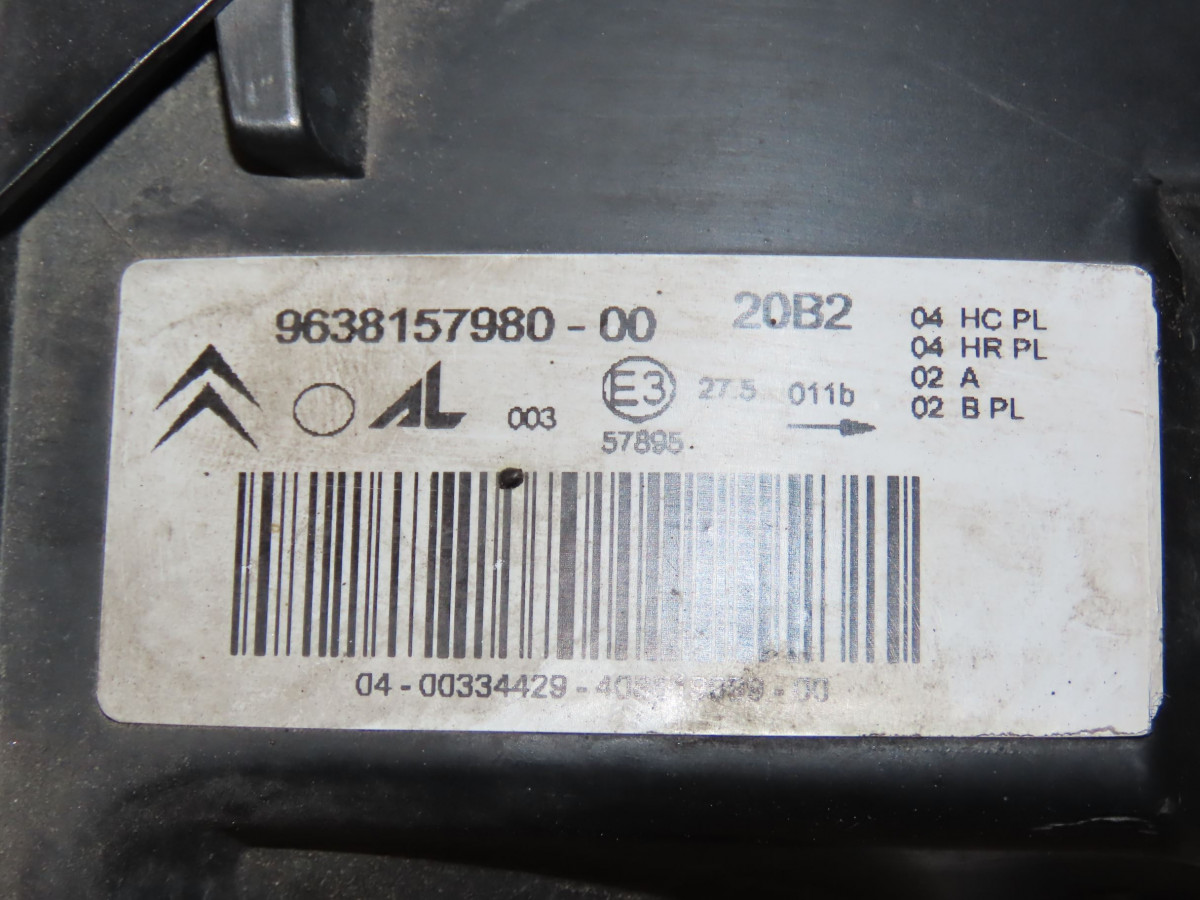 9638157980-00
20B2
04 HC PL
04 HR PL
02 A
02 B PL
AL
003
E3
57895
27.5
011b
04-00334429-